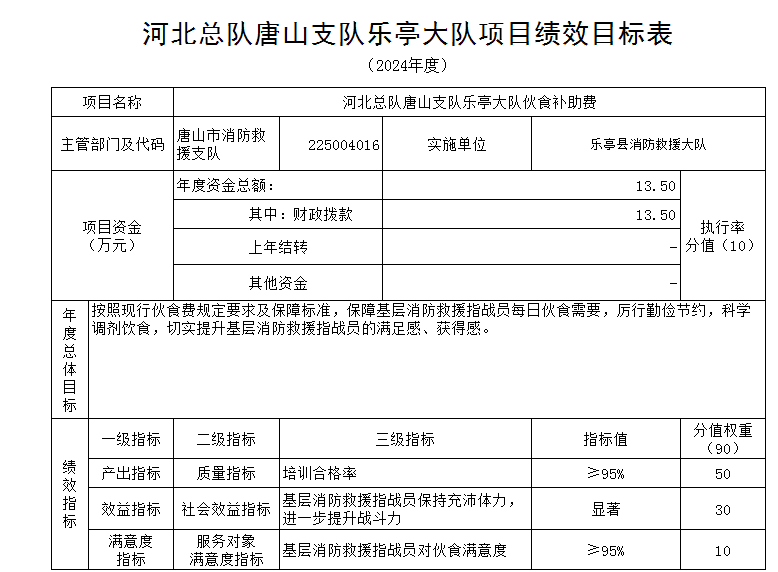 河北总队唐山支队乐亭大队项目绩效目标表
（2024年度）
项目名称 河北总队唐山支队乐亭大队伙食补助费
主管部门及代码 唐山市消防救援支队 225004016 实施单位 乐亭县消防救援大队
项目资金（万元） 年度资金总额： 13.50 执行率分值（10）
其中：财政拨款 13.50
上年结转 -
其他资金 -
年度总体目标
按照现行伙食费规定要求及保障标准，保障基层消防救援指战员每日伙食需要，厉行勤俭节约，科学
调剂饮食，切实提升基层消防救援指战员的满足感、获得感。
绩效指标
一级指标 二级指标 三级指标 指标值 分值权重（90）
产出指标 质量指标 培训合格率 ≥95% 50
效益指标 社会效益指标 基层消防救援指战员保持充沛体力，进一步提升战斗力 显著 30
满意度指标 服务对象满意度指标 基层消防救援指战员对伙食满意度 ≥95% 10